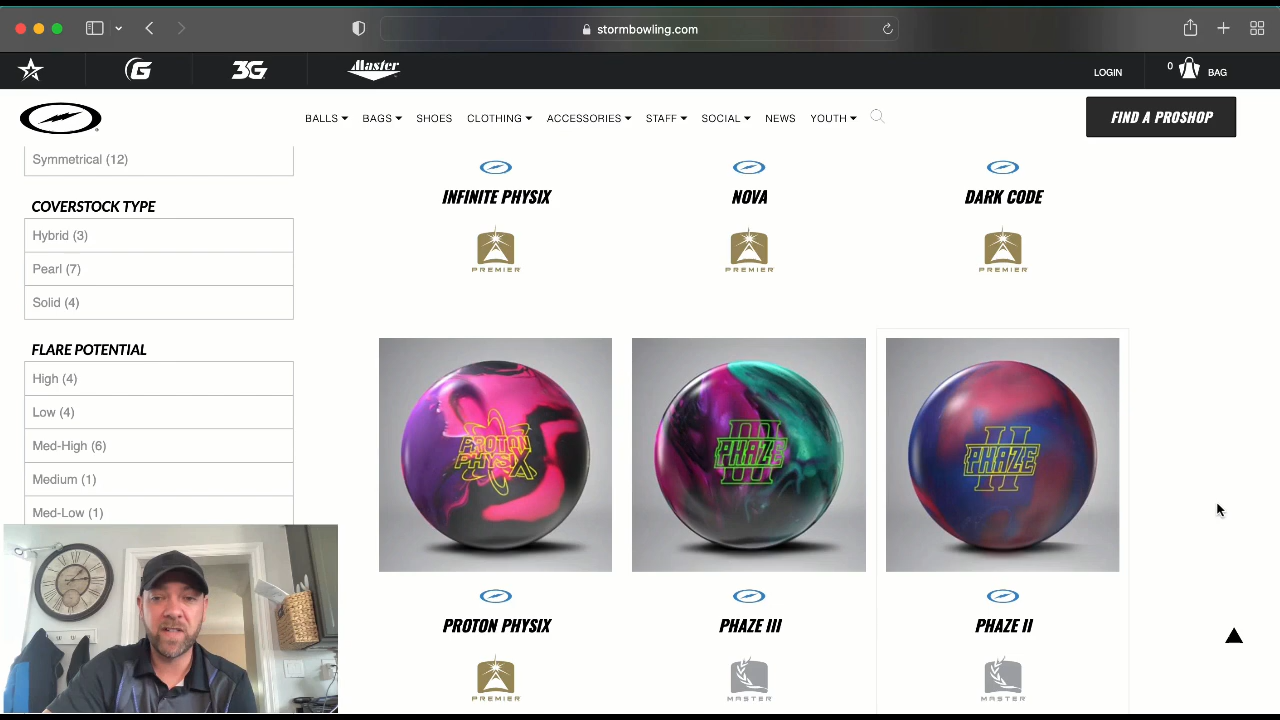 stormbowling.com
G
3G
Master
LOGIN
0
BAG
BALLS
BAGS
SHOES
CLOTHING
ACCESSORIES
STAFF
SOCIAL
NEWS
YOUTH
FIND A PROSHOP
Symmetrical (12)
COVERSTOCK TYPE
Hybrid (3)
Pearl (7)
Solid (4)
FLARE POTENTIAL
High (4)
Low (4)
Med-High (6)
Medium (1)
Med-Low (1)
INFINITE PHYSIX
NOVA
DARK CODE
PREMIER
PREMIER
PREMIER
PROTON
PHYSIX
III
PHAZE
II
PHAZE
PROTON PHYSIX
PHAZE III
PHAZE II
PREMIER
MASTER
MASTER